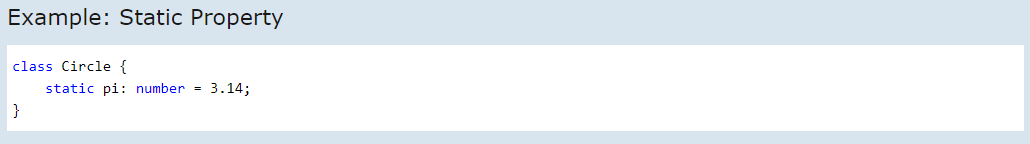 Example: Static Property
class Circle {
    static pi: number = 3.14;
}